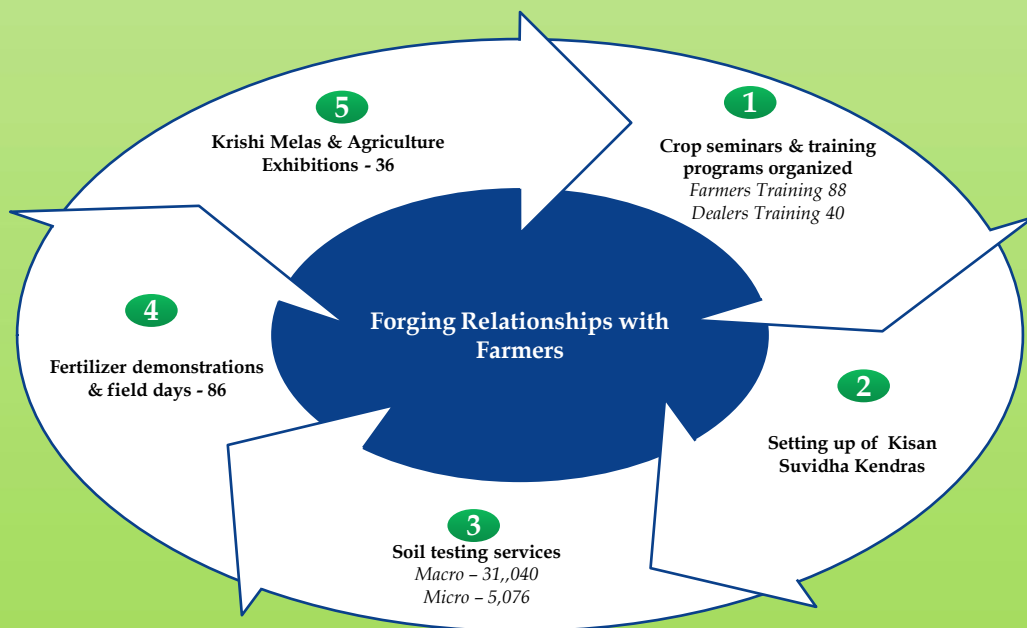 Forging Relationships with
Farmers
1
Crop seminars & training
programs organized
Farmers Training 88
Dealers Training 40
2
Setting up of Kisan
Suvidha Kendras
3
Soil testing services
Macro – 31,,040
Micro – 5,076
4
Fertilizer demonstrations
& field days - 86
5
Krishi Melas & Agriculture
Exhibitions - 36